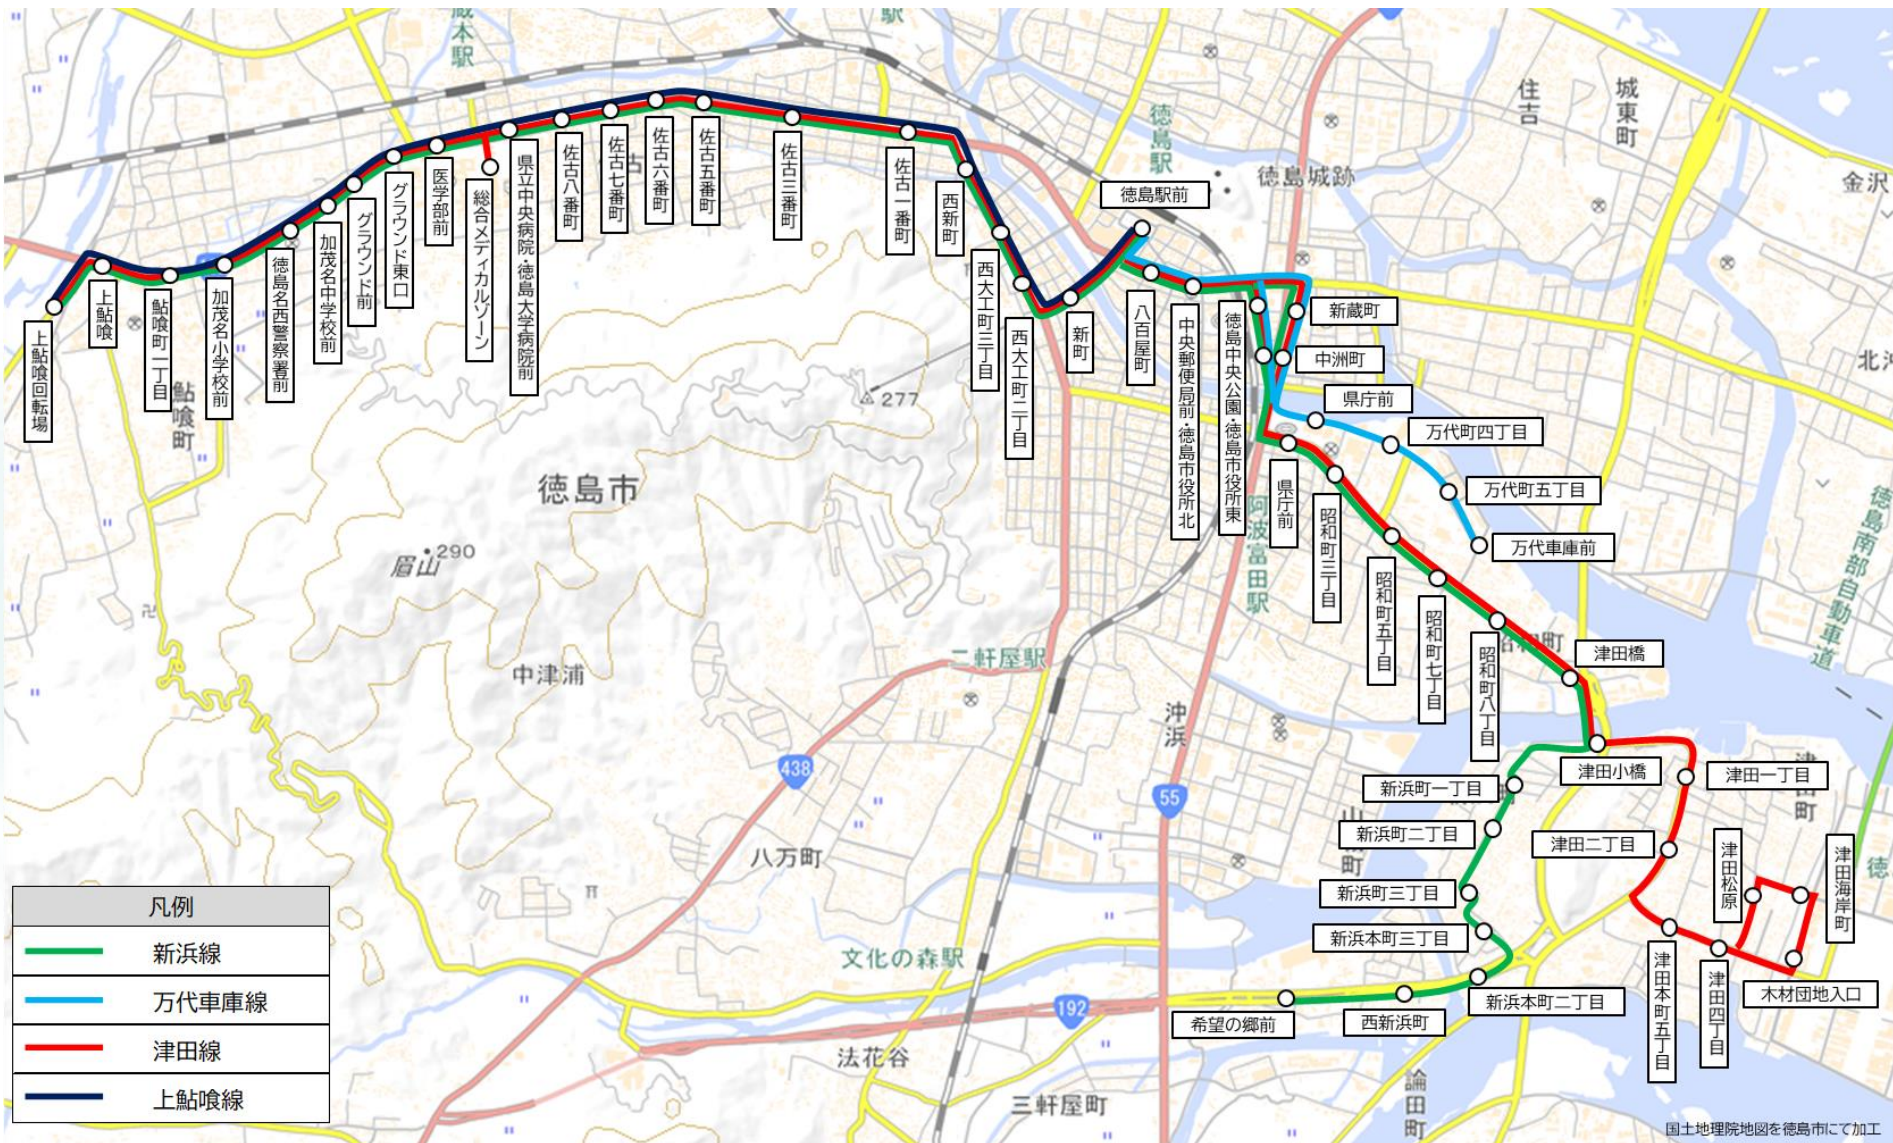 蔵本駅
駅
徳島駅
徳島城跡
住吉
城東町
金沢
徳島駅前
上鮎喰回転場
上鮎喰
鮎喰町一丁目
加茂名小学校前
徳島名西警察署前
加茂名中学校前
グラウンド前
グラウンド東口
医学部前
総合メディカルゾーン
県立中央病院・徳島大学病院前
佐古八番町
佐古七番町
佐古六番町
佐古五番町
佐古三番町
佐古一番町
西新町
西大工町三丁目
西大工町二丁目
新町
八百屋町
中央郵便局前・徳島市役所北
徳島中央公園・徳島市役所東
新蔵町
中洲町
県庁前
万代町四丁目
万代町五丁目
万代車庫前
県庁前
昭和町三丁目
昭和町五丁目
昭和町七丁目
昭和町八丁目
津田橋
津田小橋
津田一丁目
津田二丁目
津田松原
津田海岸町
津田本町五丁目
津田四丁目
木材団地入口
新浜町一丁目
新浜町二丁目
新浜町三丁目
新浜本町三丁目
新浜本町二丁目
西新浜町
希望の郷前
古
鮎喰町
徳島市
277
290
眉山
中津浦
阿波富田駅
二軒屋駅
沖浜
438
55
192
八万町
文化の森駅
法花谷
三軒屋町
論田町
徳島南部自動車道
津田町
徳
凡例
新浜線
万代車庫線
津田線
上鮎喰線
国土地理院地図を徳島市にて加工